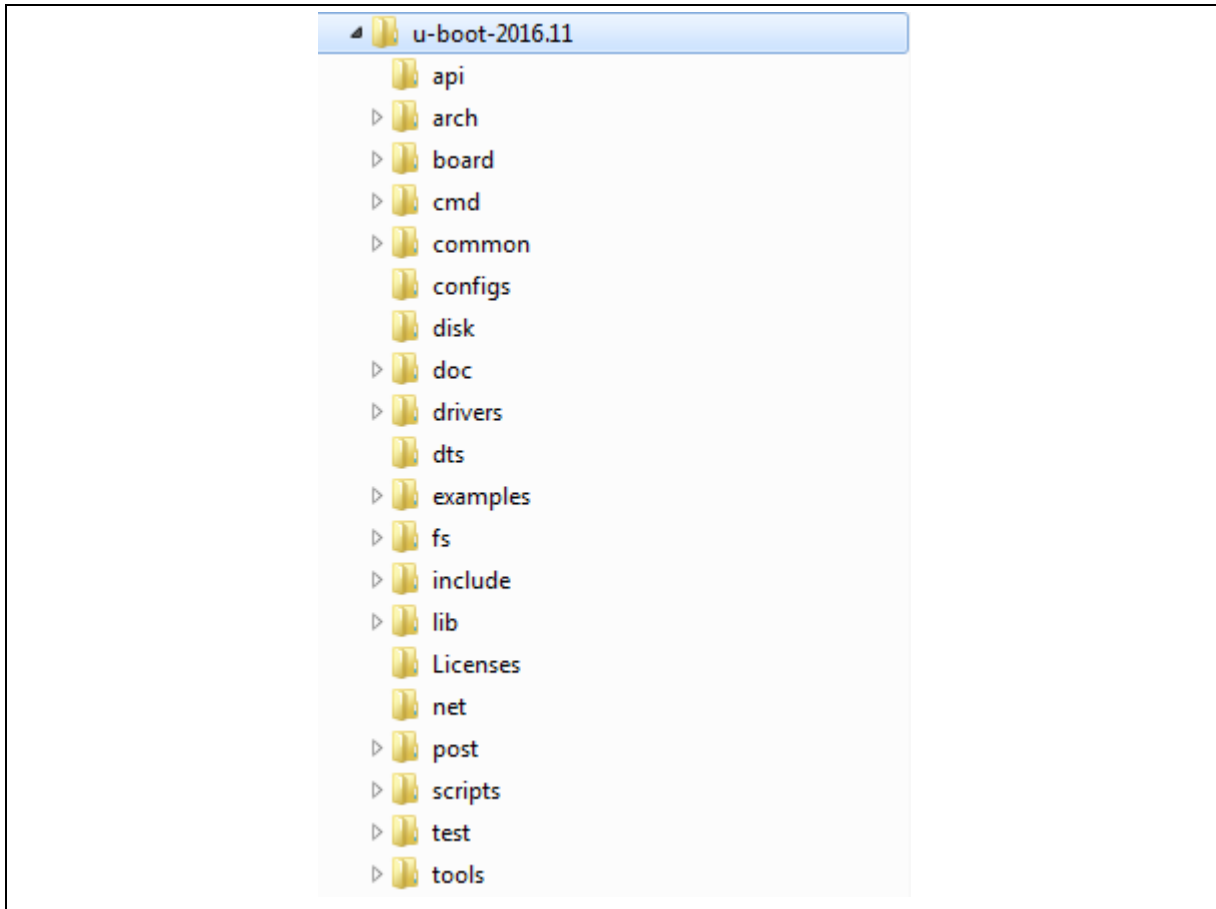 u-boot-2016.11
api
arch
board
cmd
common
configs
disk
doc
drivers
dts
examples
fs
include
lib
Licenses
net
post
scripts
test
tools